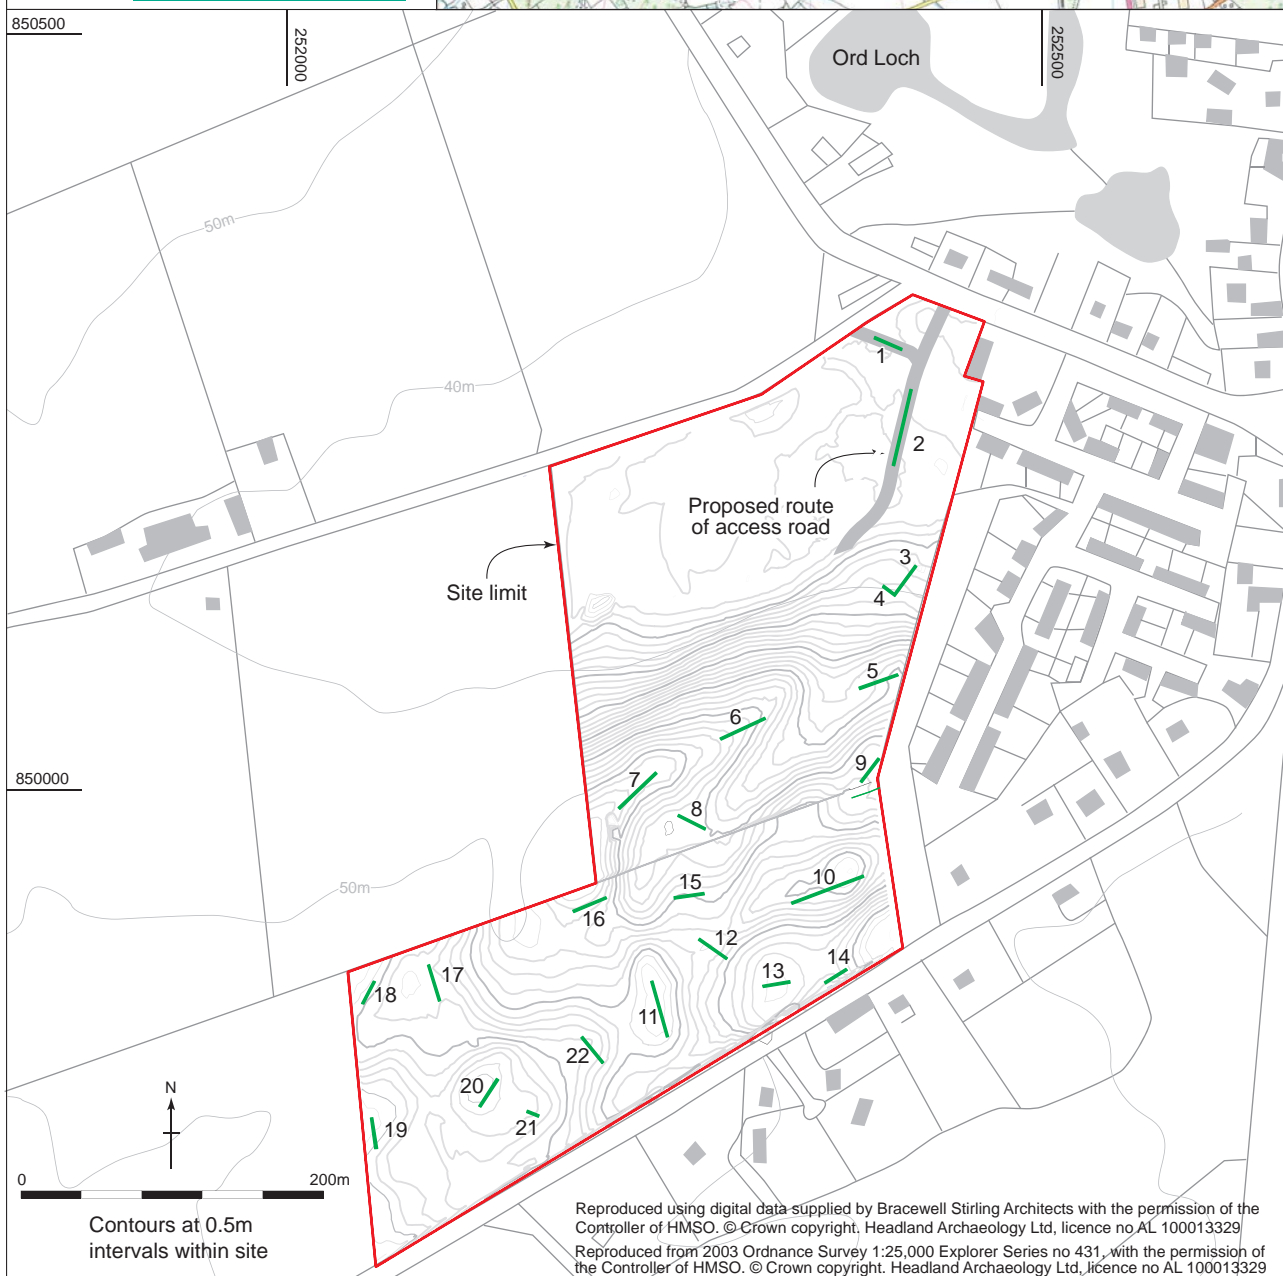 850500
252000
252500
Ord Loch
50m
1
40m
2
Proposed route
of access road
3
Site limit
4
5
6
9
850000
7
8
50m
15
10
16
12
17
13
14
18
11
22
20
N
21
19
0
200m
Contours at 0.5m
intervals within site
Reproduced using digital data supplied by Bracewell Stirling Architects with the permission of the
Controller of HMSO. © Crown copyright. Headland Archaeology Ltd, licence no AL 100013329
Reproduced from 2003 Ordnance Survey 1:25,000 Explorer Series no 431, with the permission of
the Controller of HMSO. © Crown copyright. Headland Archaeology Ltd, licence no AL 100013329